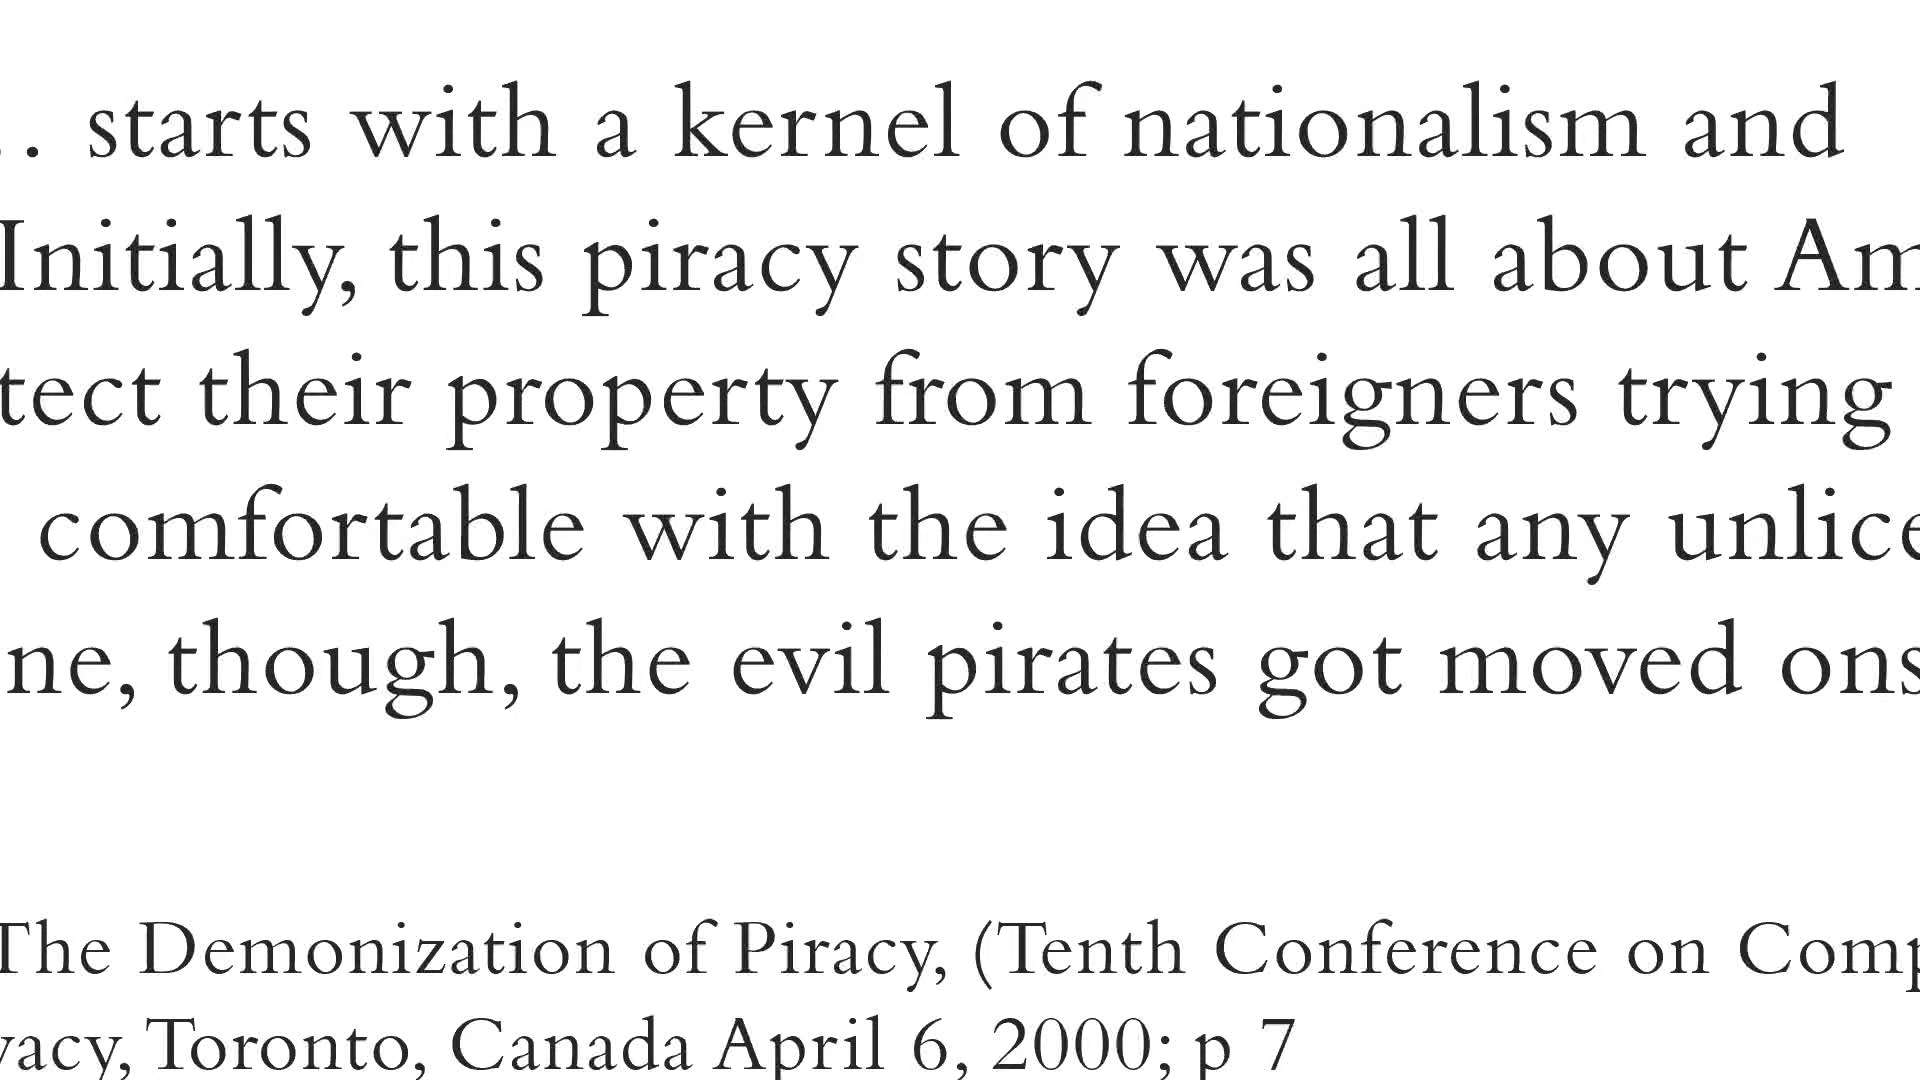 . . starts with a kernel of nationalism and
Initially, this piracy story was all about Am
tect their property from foreigners trying
comfortable with the idea that any unlice
ne, though, the evil pirates got moved ons
The Demonization of Piracy, (Tenth Conference on Comp
vacy, Toronto, Canada April 6, 2000; p 7